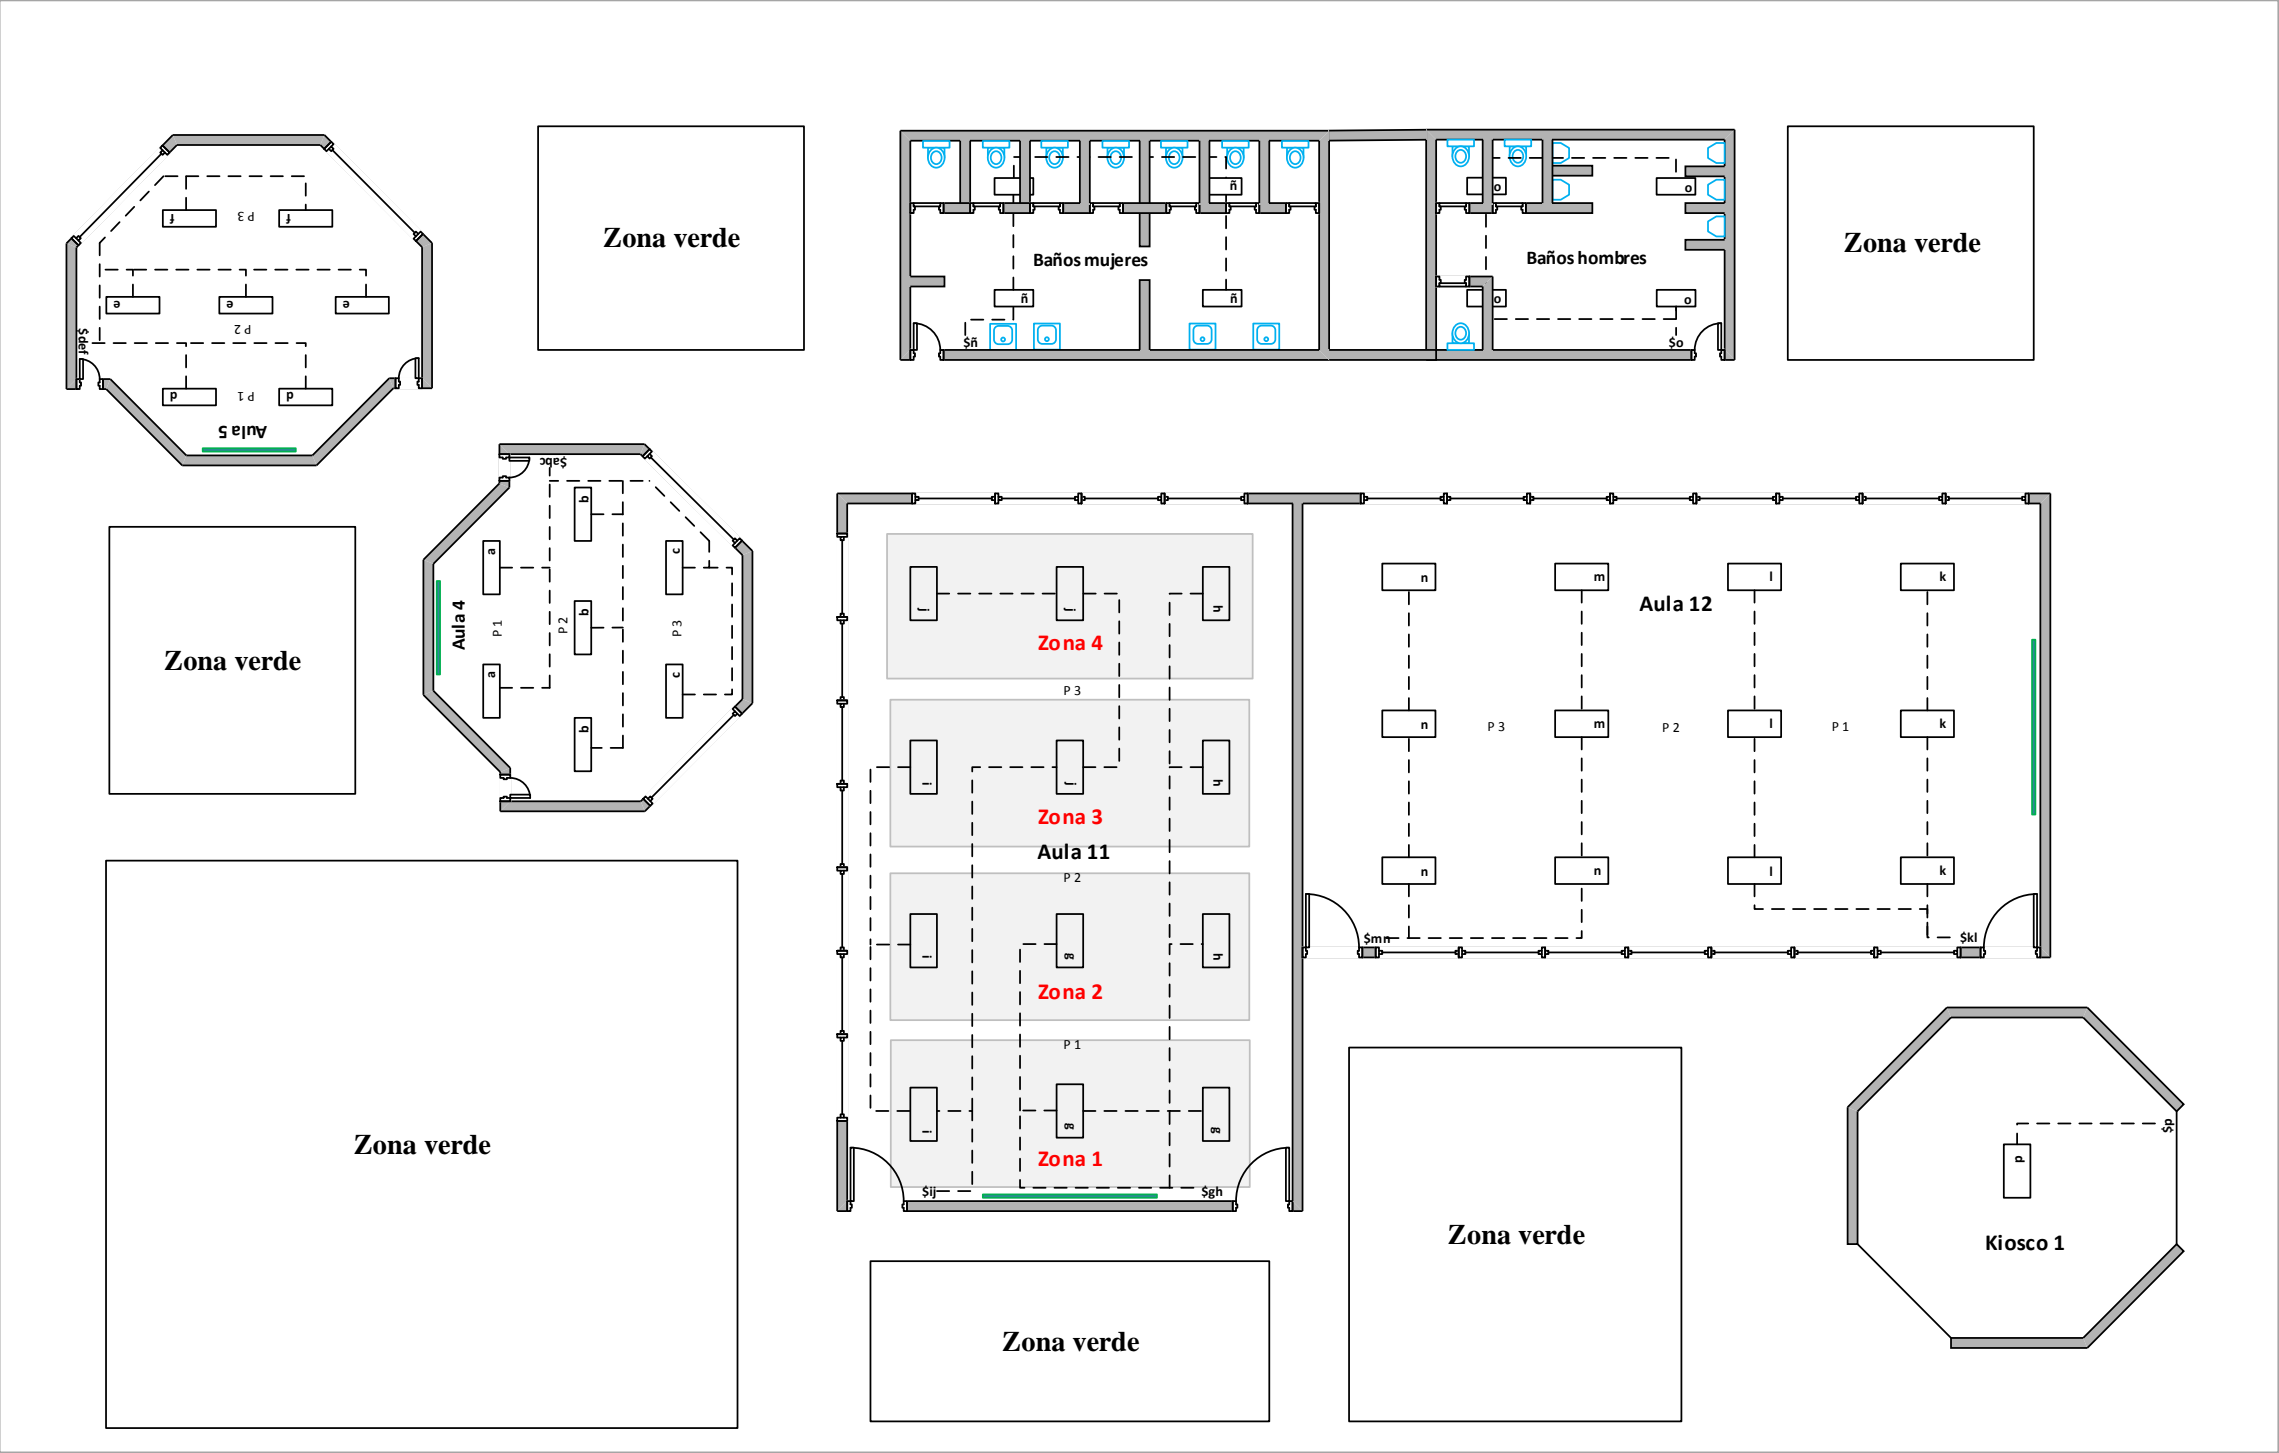 Zona verde
Zona verde
f
P 3
f
e
e
e
P 2
$def
d
P 1
d
Aula 5
ñ
ñ
Baños mujeres
ñ
ñ
$ñ
o
o
Baños hombres
o
o
$o
$abc
b
a
c
Aula 4
P 1
P 2
b
P 3
a
c
b
Zona verde
j
j
h
Zona 4
P 3
i
j
h
Zona 3
Aula 11
P 2
i
g
h
Zona 2
P 1
i
g
g
Zona 1
$ij
$gh
n
m
l
k
Aula 12
n
m
l
k
P 3
P 2
P 1
n
n
l
k
$mn
$kl
Zona verde
Zona verde
Zona verde
$p
p
Kiosco 1